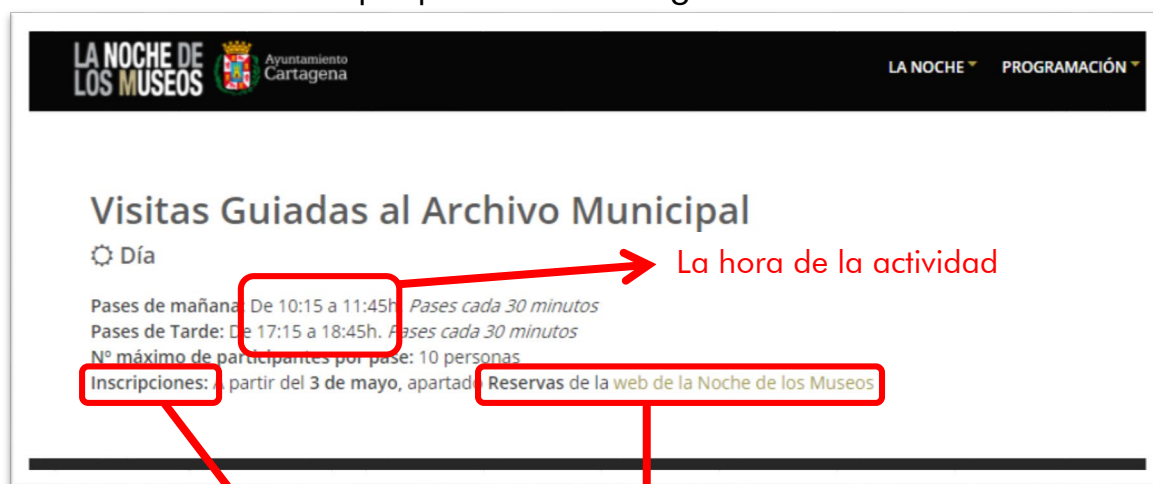 LA NOCHE DE
LOS MUSEOS
Ayuntamiento
Cartagena
LA NOCHE
PROGRAMACIÓN
Visitas Guiadas al Archivo Municipal
Día
La hora de la actividad
Pases de mañana: De 10:15 a 11:45h. Pases cada 30 minutos
Pases de Tarde: De 17:15 a 18:45h. Pases cada 30 minutos
Nº máximo de participantes por pase: 10 personas
Inscripciones: A partir del 3 de mayo, apartado Reservas de la web de la Noche de los Museos